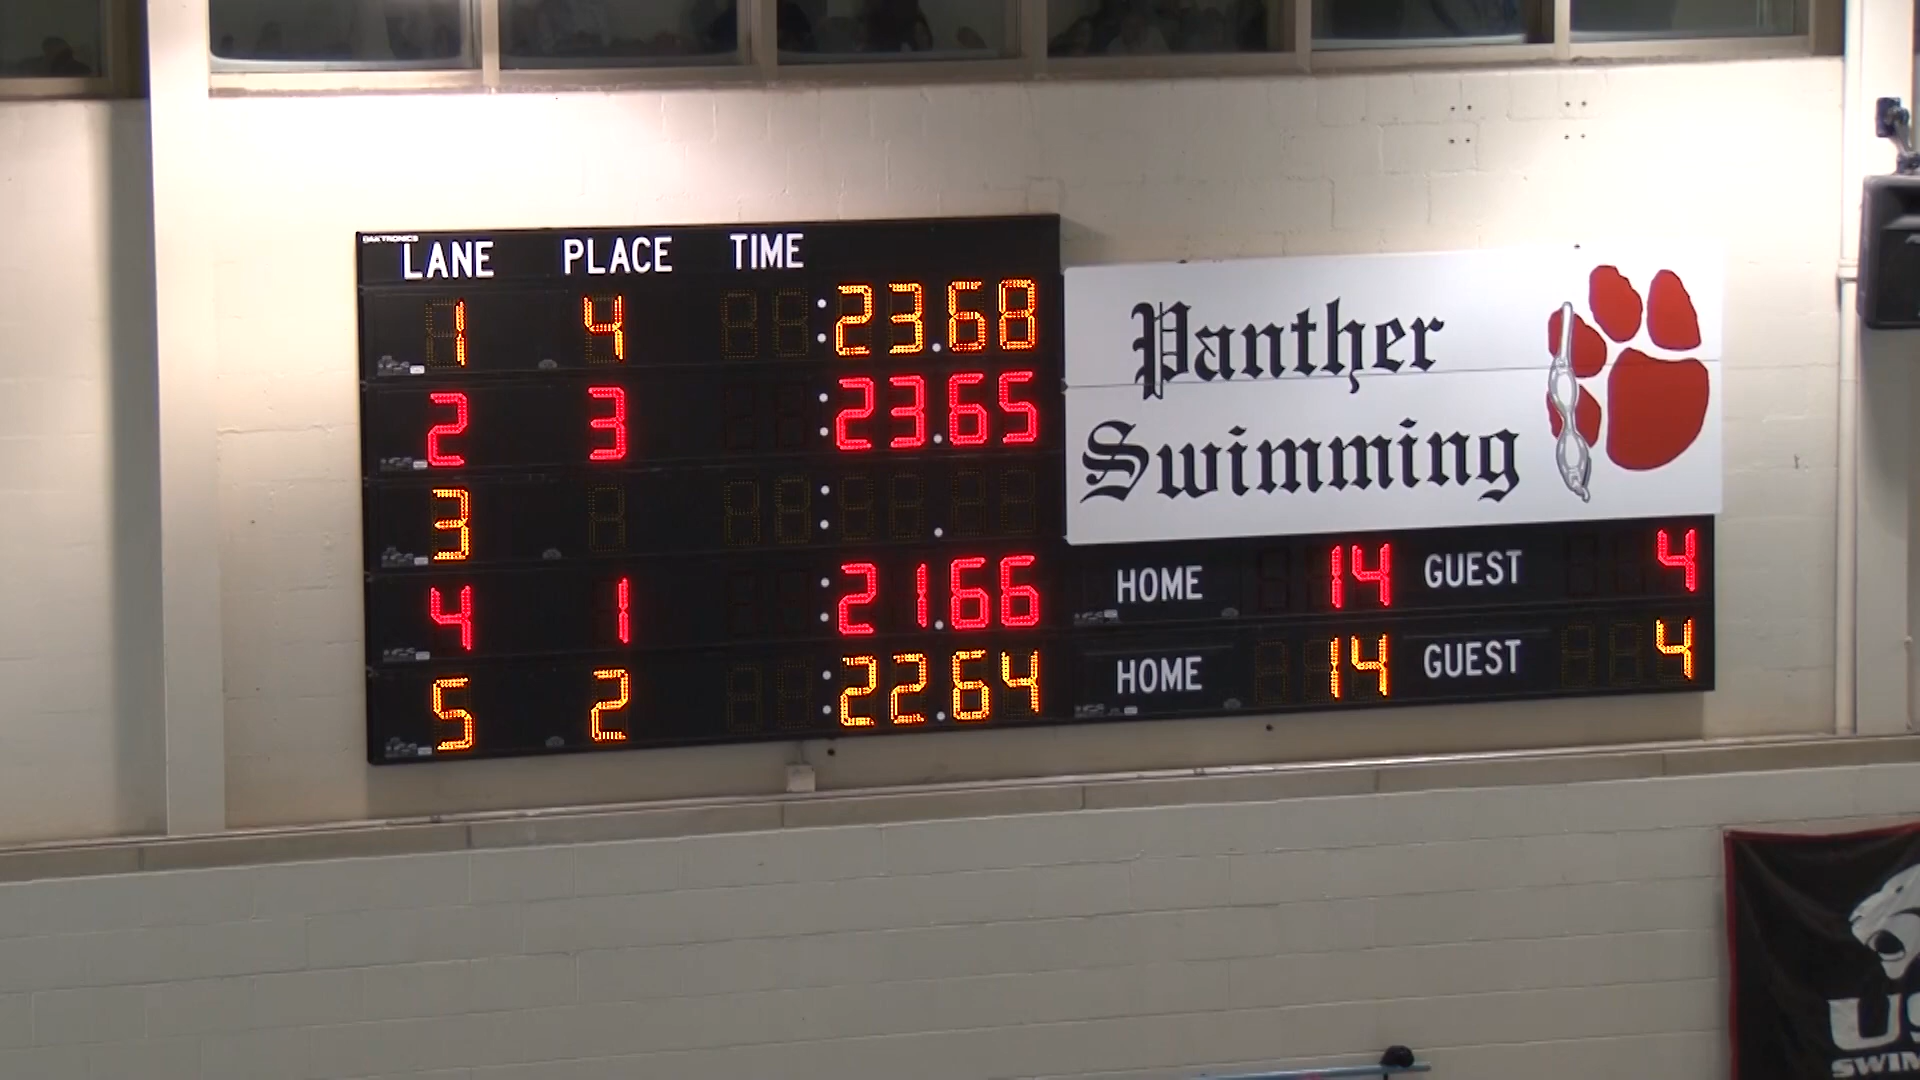 DAKTRONICS
LANE PLACE TIME
1 4 :23.68
2 3 :23.65
3 : .
4 1 :21.66
5 2 :22.64
Panther
Swimming
HOME 14 GUEST 4
HOME 14 GUEST 4